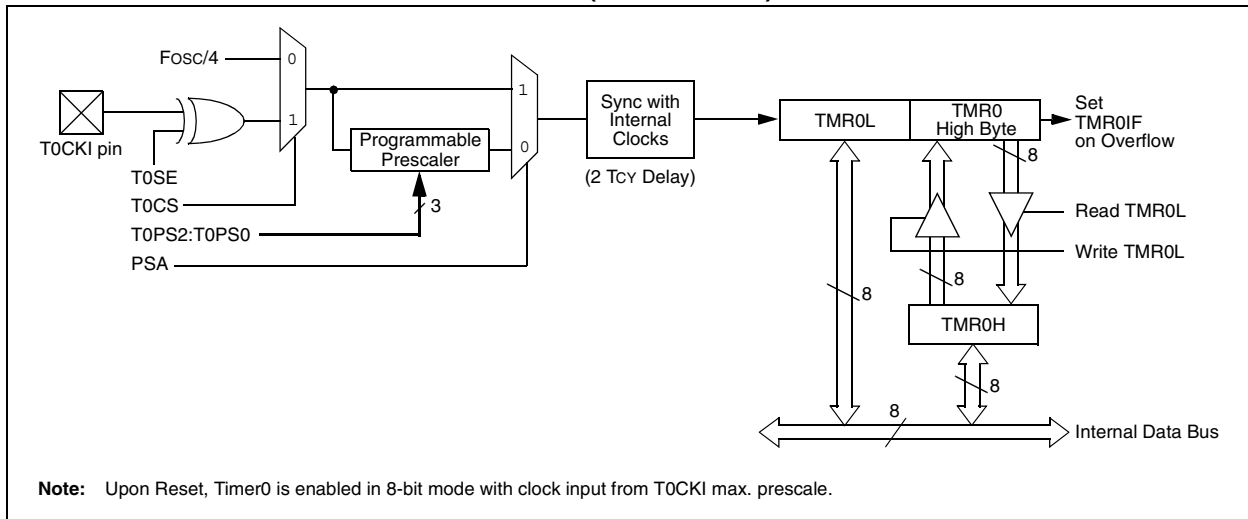 Fosc/4
0
1
T0CKI pin
T0SE
T0CS
T0PS2:T0PS0
PSA
Programmable
Prescaler
3
1
0
Sync with
Internal
Clocks
(2 TCY Delay)
TMR0L
TMR0
High Byte
Set
TMR0IF
on Overflow
8
Read TMR0L
Write TMR0L
8
8
TMR0H
8
8
Internal Data Bus
Note: Upon Reset, Timer0 is enabled in 8-bit mode with clock input from T0CKI max. prescale.